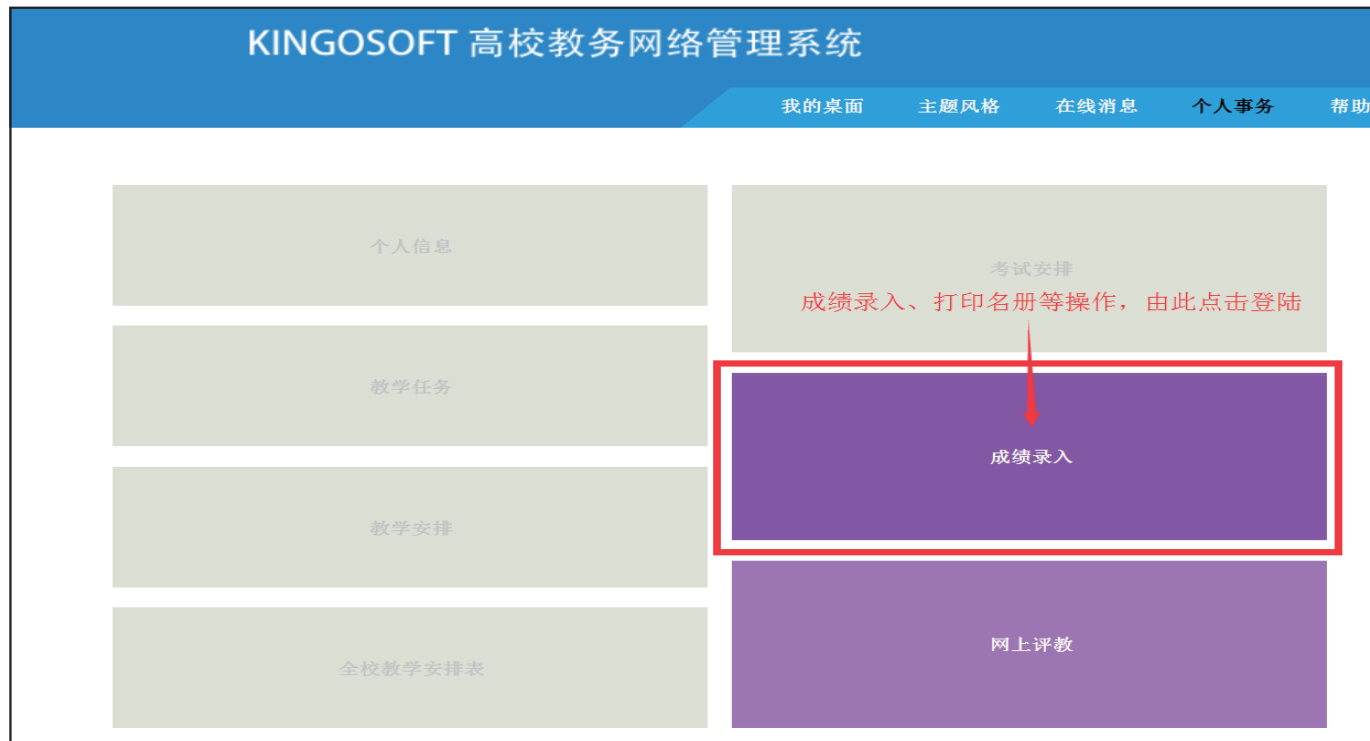 KINGOSOFT 高校教务网络管理系统
我的桌面 主题风格 在线消息 个人事务 帮助
个人信息
教学任务
教学安排
全校教学安排表
考试安排
成绩录入、打印名册等操作，由此点击登陆
成绩录入
网上评教